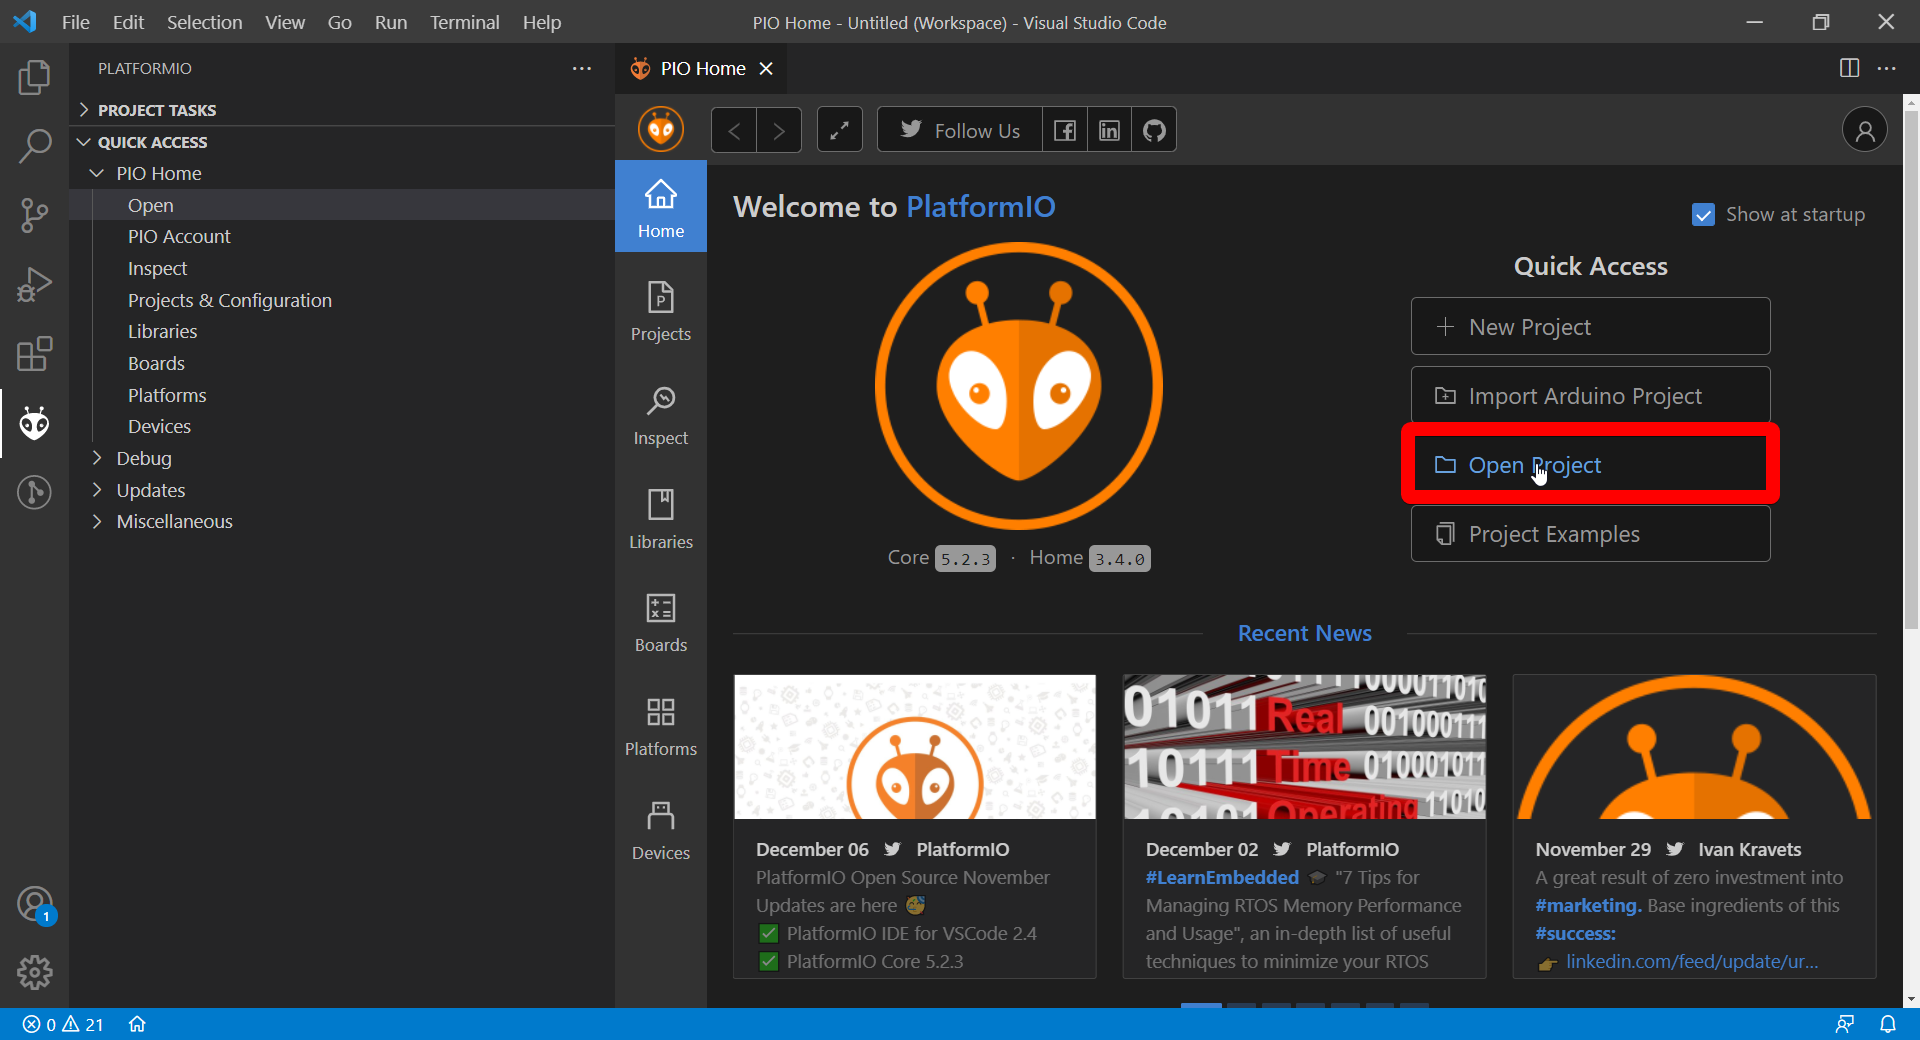 File Edit Selection View Go Run Terminal Help
PIO Home - Untitled (Workspace) - Visual Studio Code
PLATFORMIO
PROJECT TASKS
QUICK ACCESS
PIO Home
Open
PIO Account
Inspect
Projects & Configuration
Libraries
Boards
Platforms
Devices
Debug
Updates
Miscellaneous
1
PIO Home
Follow Us
Home
Projects
Inspect
Libraries
Boards
Platforms
Devices
Welcome to PlatformIO
Show at startup
Core 5.2.3 · Home 3.4.0
Quick Access
New Project
Import Arduino Project
Open Project
Project Examples
Recent News
December 06 PlatformIO
PlatformIO Open Source November
Updates are here
PlatformIO IDE for VSCode 2.4
PlatformIO Core 5.2.3
01011 Real 001000111
10111 Time 01001011
Operating 11010
December 02 PlatformIO
#LearnEmbedded "7 Tips for
Managing RTOS Memory Performance
and Usage", an in-depth list of useful
techniques to minimize your RTOS
November 29 Ivan Kravets
A great result of zero investment into
#marketing. Base ingredients of this
#success:
linkedin.com/feed/update/ur...
0 21